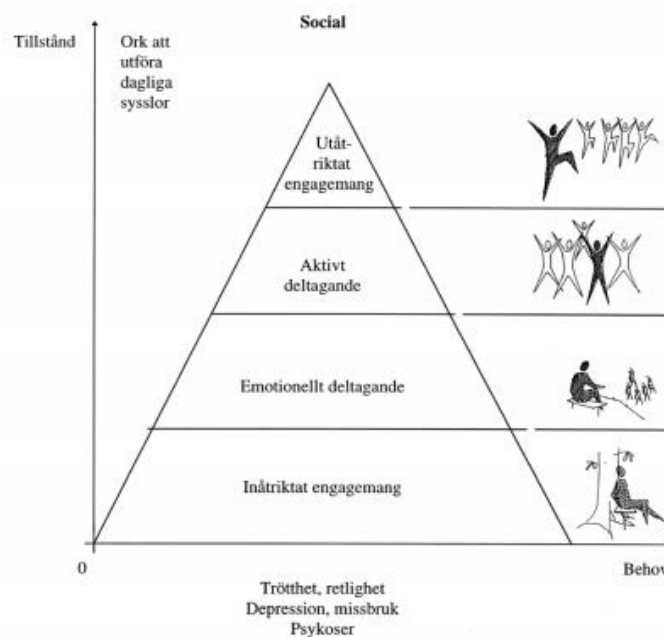 Social
Tillstånd
Ork att
utföra
dagliga
sysslor
Utåt-
riktat
engagemang
Aktivt
deltagande
Emotionellt deltagande
Inåtriktat engagemang
0
Behov
Trötthet, retlighet
Depression, missbruk
Psykoser